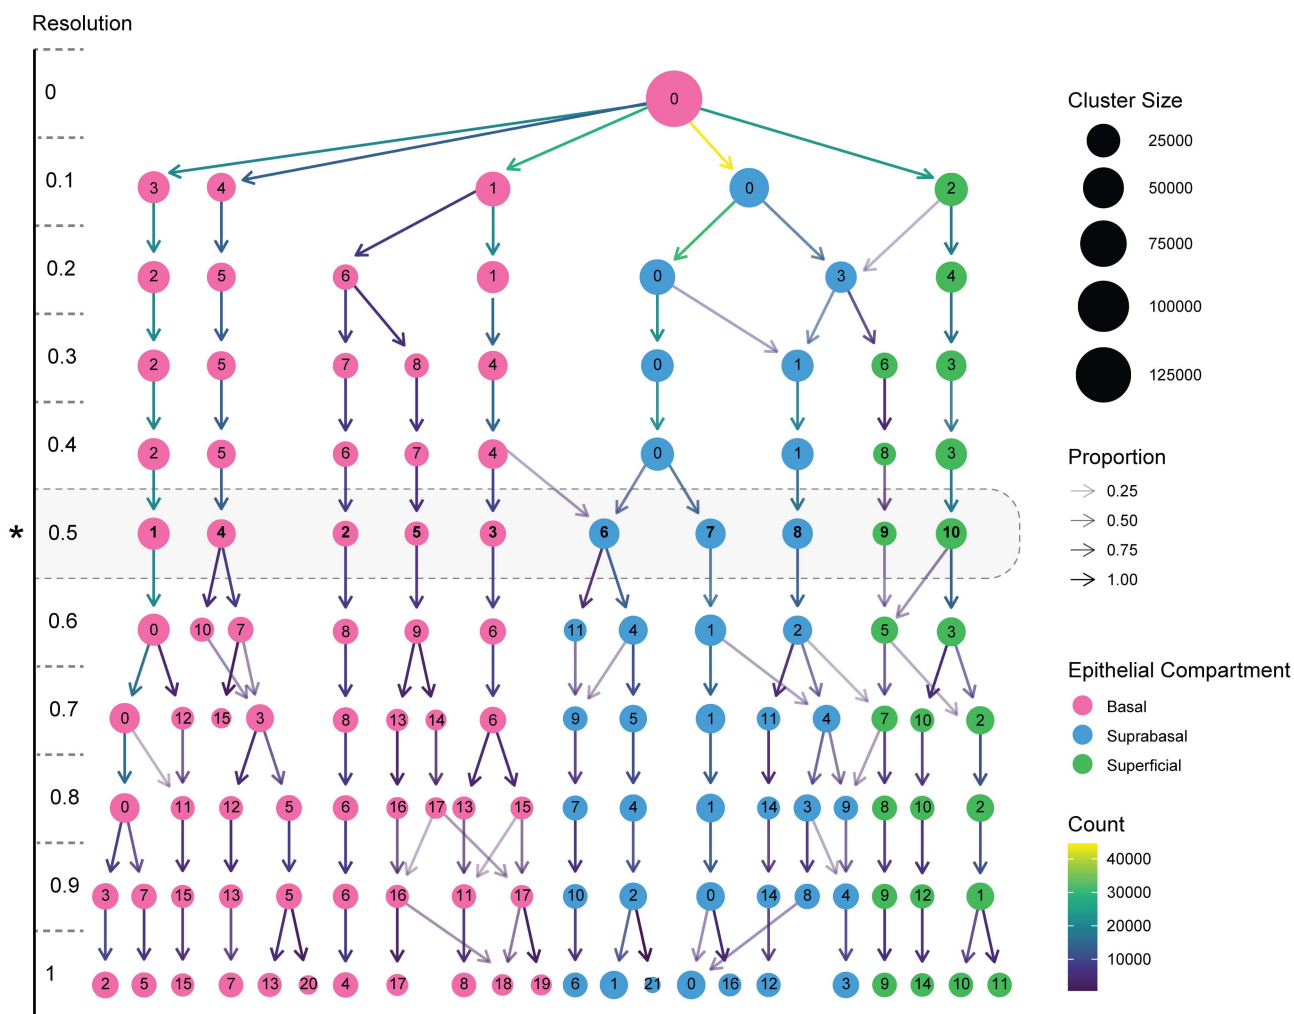 Resolution
0
0
0.1
3 4 1 0 2
0.2
2 5 6 1 0 3 4
0.3
2 5 7 8 4 0 1 6 3
0.4
2 5 6 7 4 0 1 8 3
*
0.5
1 4 2 5 3 6 7 8 9 10
0.6
0 10 7 8 9 6 11 4 1 2 5 3
0.7
0 12 15 3 8 13 14 6 9 5 1 11 4 7 10 2
0.8
0 11 12 5 6 16 17 13 15 7 4 1 14 3 9 8 10 2
0.9
3 7 15 13 5 6 16 11 17 10 2 0 14 8 4 9 12 1
1
2 5 15 7 13 20 4 17 8 18 19 6 1 21 0 16 12 3 9 14 10 11
Cluster Size
25000
50000
75000
100000
125000
Proportion
0.25
0.50
0.75
1.00
Epithelial Compartment
Basal
Suprabasal
Superficial
Count
40000
30000
20000
10000